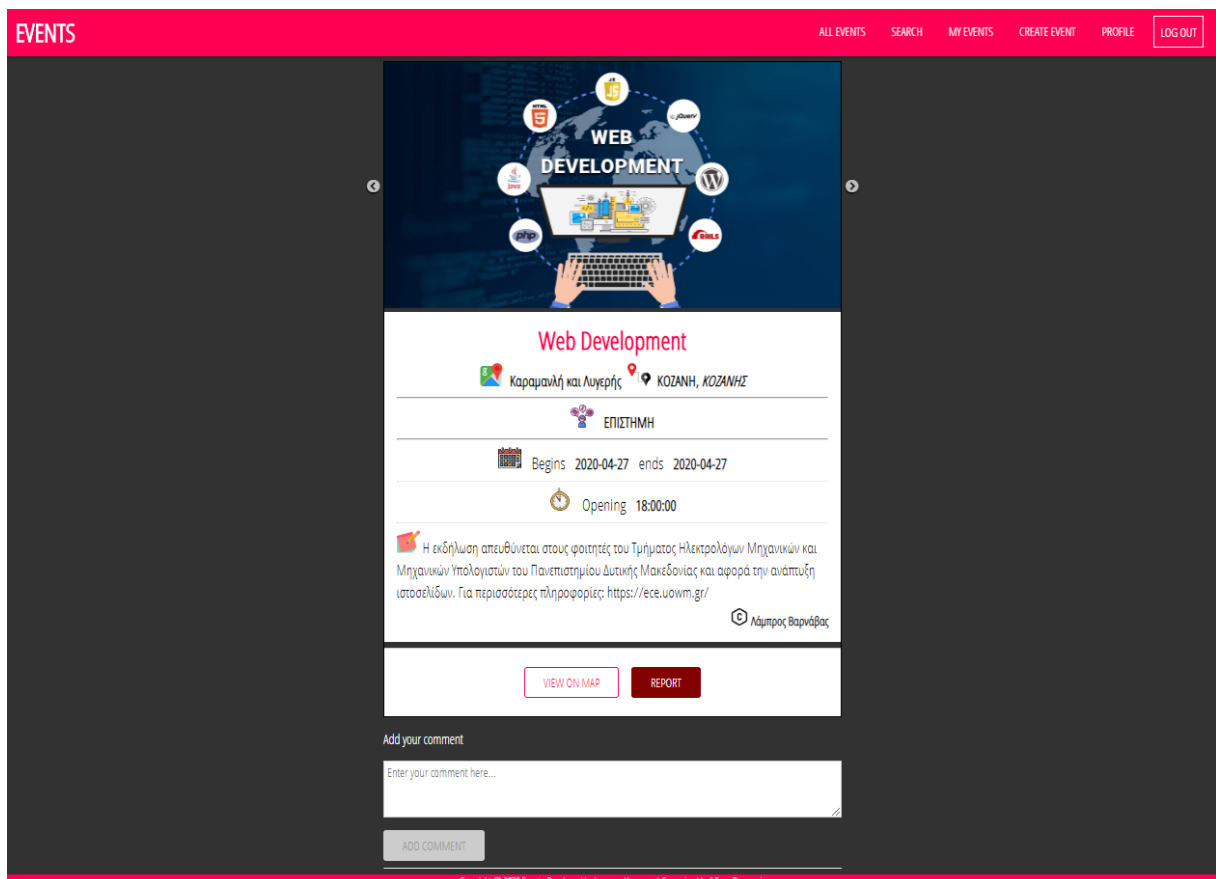 EVENTS
ALL EVENTS SEARCH MY EVENTS CREATE EVENT PROFILE LOG OUT
JS
JS
HTML
5
jQuery
WEB
DEVELOPMENT
Java
W
php
RAILS
Web Development
Καραμανλή και Λυγερής ΚΟΖΑΝΗ, ΚΟΖΑΝΗΣ
ΕΠΙΣΤΗΜΗ
Begins 2020-04-27 ends 2020-04-27
Opening 18:00:00
Η εκδήλωση απευθύνεται στους φοιτητές του Τμήματος Ηλεκτρολόγων Μηχανικών και
Μηχανικών Υπολογιστών του Πανεπιστημίου Δυτικής Μακεδονίας και αφορά την ανάπτυξη
ιστοσελίδων. Για περισσότερες πληροφορίες: https://ece.uowm.gr/
C Λάμπρος Βαρνάβας
VIEW ON MAP REPORT
Add your comment
Enter your comment here...
ADD COMMENT